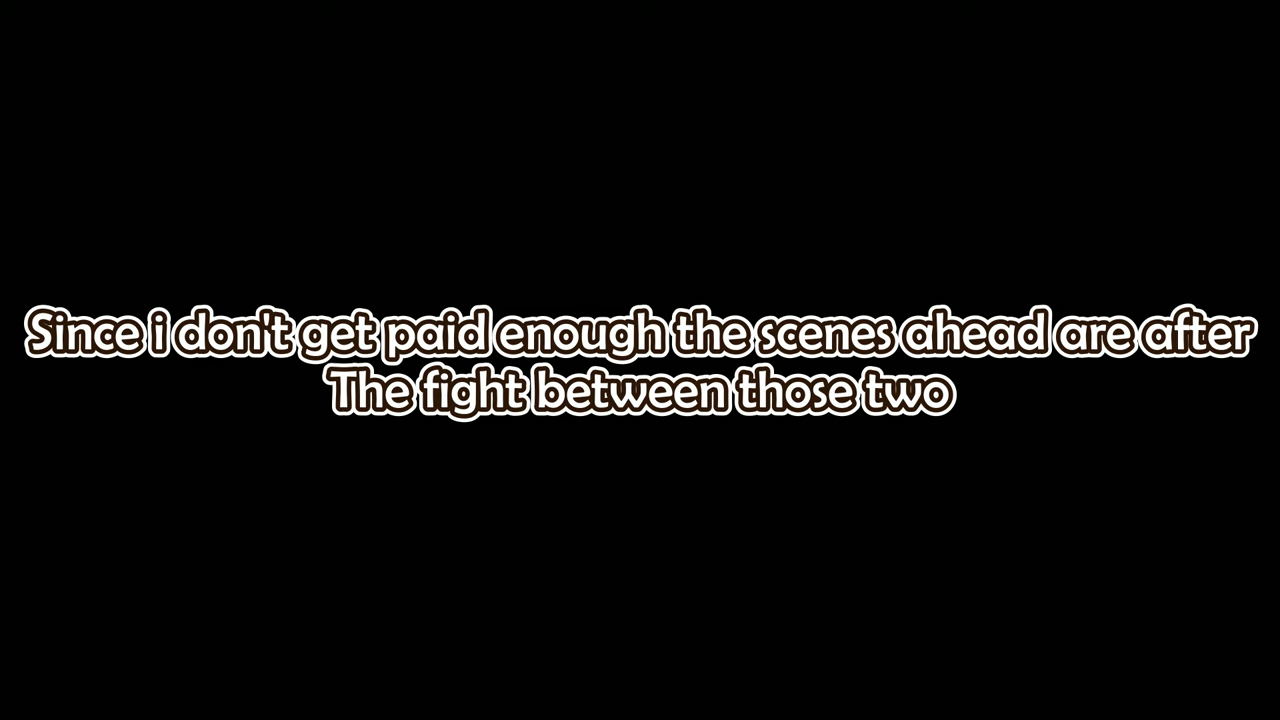 Since i don't get paid enough the scenes ahead are after
The fight between those two